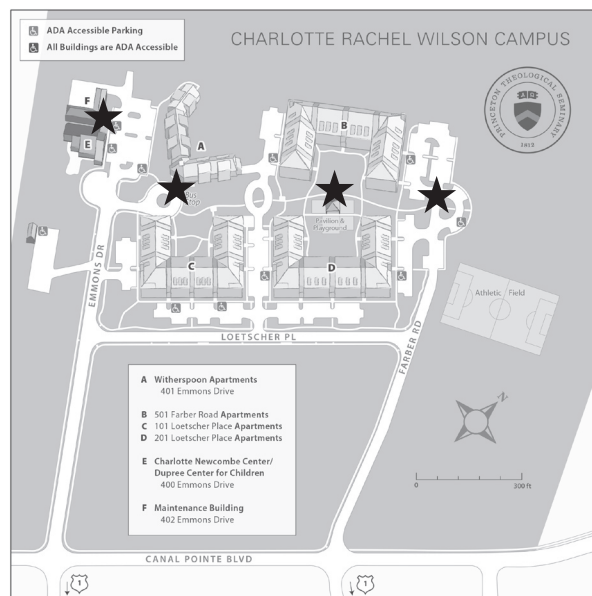 ADA Accessible Parking
All Buildings are ADA Accessible
CHARLOTTE RACHEL WILSON CAMPUS
PRINCETON THEOLOGICAL SEMINARY
1812
F
E
A
B
Bus
Stop
Pavilion &
Playground
C
D
EMMONS DR
Athletic Field
LOETSCHER PL
FARBER RD
N
A Witherspoon Apartments
401 Emmons Drive
B 501 Farber Road Apartments
C 101 Loetscher Place Apartments
D 201 Loetscher Place Apartments
E Charlotte Newcombe Center/
Dupree Center for Children
400 Emmons Drive
F Maintenance Building
402 Emmons Drive
0 300 ft
CANAL POINTE BLVD
1
1